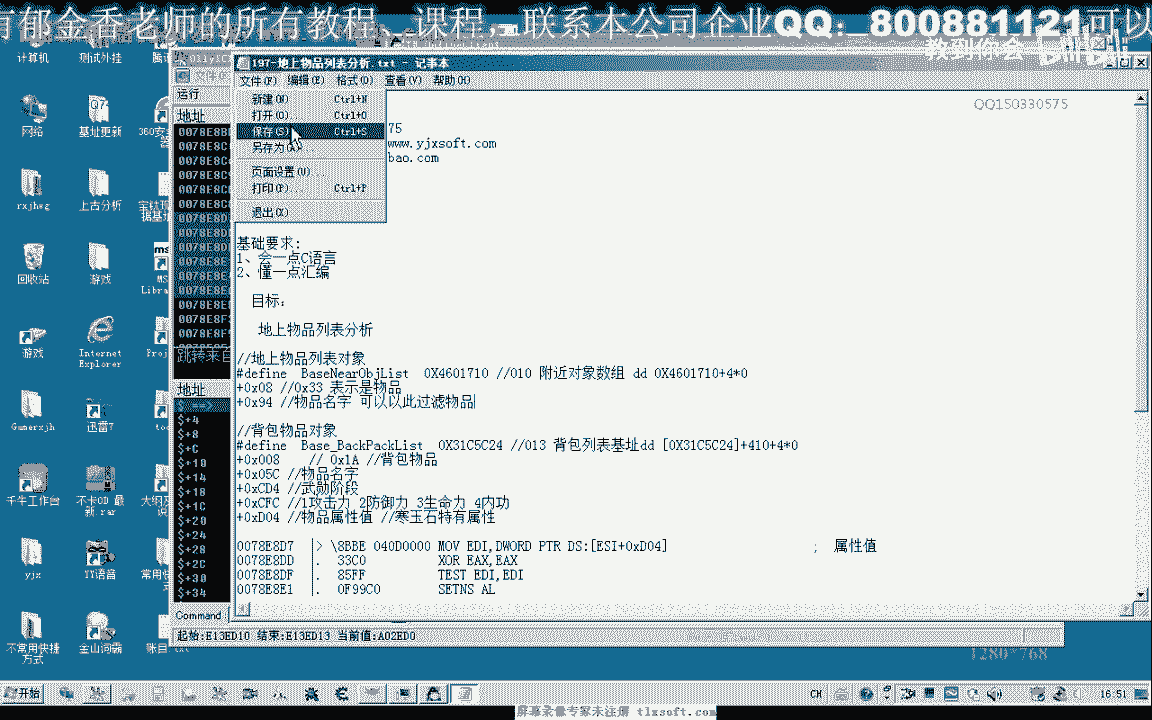 有郁金香老师的所有教程、课程，联系本公司企业QQ：800881121可以
教到你会
bilibili
QQ150330575
197-地上物品列表分析.txt - 记事本
文件(F) 编辑(E) 格式(O) 查看(V) 帮助(H)
新建(N) Ctrl+N
打开(O)... Ctrl+O
保存(S) Ctrl+S
另存为(A)...
页面设置(U)...
打印(P)... Ctrl+P
退出(X)
75
www.yjxsoft.com
bao.com
基础要求:
1、会一点C语言
2、懂一点汇编
目标:
地上物品列表分析
//地上物品列表对象
#define BaseNearObjList 0X4601710 //010 附近对象数组 dd 0X4601710+4*0
+0x08 //0x33 表示是物品
+0x94 //物品名字 可以以此过滤物品
//背包物品对象
#define Base_BackPackList 0X31C5C24 //013 背包列表基址dd [0X31C5C24]+410+4*0
+0x008 // 0x1A //背包物品
+0x05C //物品名字
+0xCD4 //武勋阶段
+0xCFC //1攻击力 2防御力 3生命力 4内功
+0xD04 //物品属性值 //寒玉石特有属性
0078E8D7 |> \8BBE 040D0000 MOV EDI,DWORD PTR DS:[ESI+0xD04] ; 属性值
0078E8DD |. 33C0 XOR EAX,EAX
0078E8DF |. 85FF TEST EDI,EDI
0078E8E1 |. 0F99C0 SETNS AL
运行
地址
跳转来自
地址
$ ==>
$+4
$+8
$+C
$+10
$+14
$+18
$+1C
$+20
$+24
$+28
$+2C
$+30
$+34
Command
起始:E13ED10 结束:E13ED13 当前值:A02ED0
计算机
测试外挂
网络
基址更新
rxjhsg
上古分析
回收站
游戏
游戏
Internet Explorer
Gamerxjh
迅雷7
千牛工作台
不卡OD 最新.rar
yjx
YY语音
不常用快捷方式
金山词霸
账目.txt
1280*768
开始
CH
16:51
屏幕录像专家未注册 tlxsoft.com